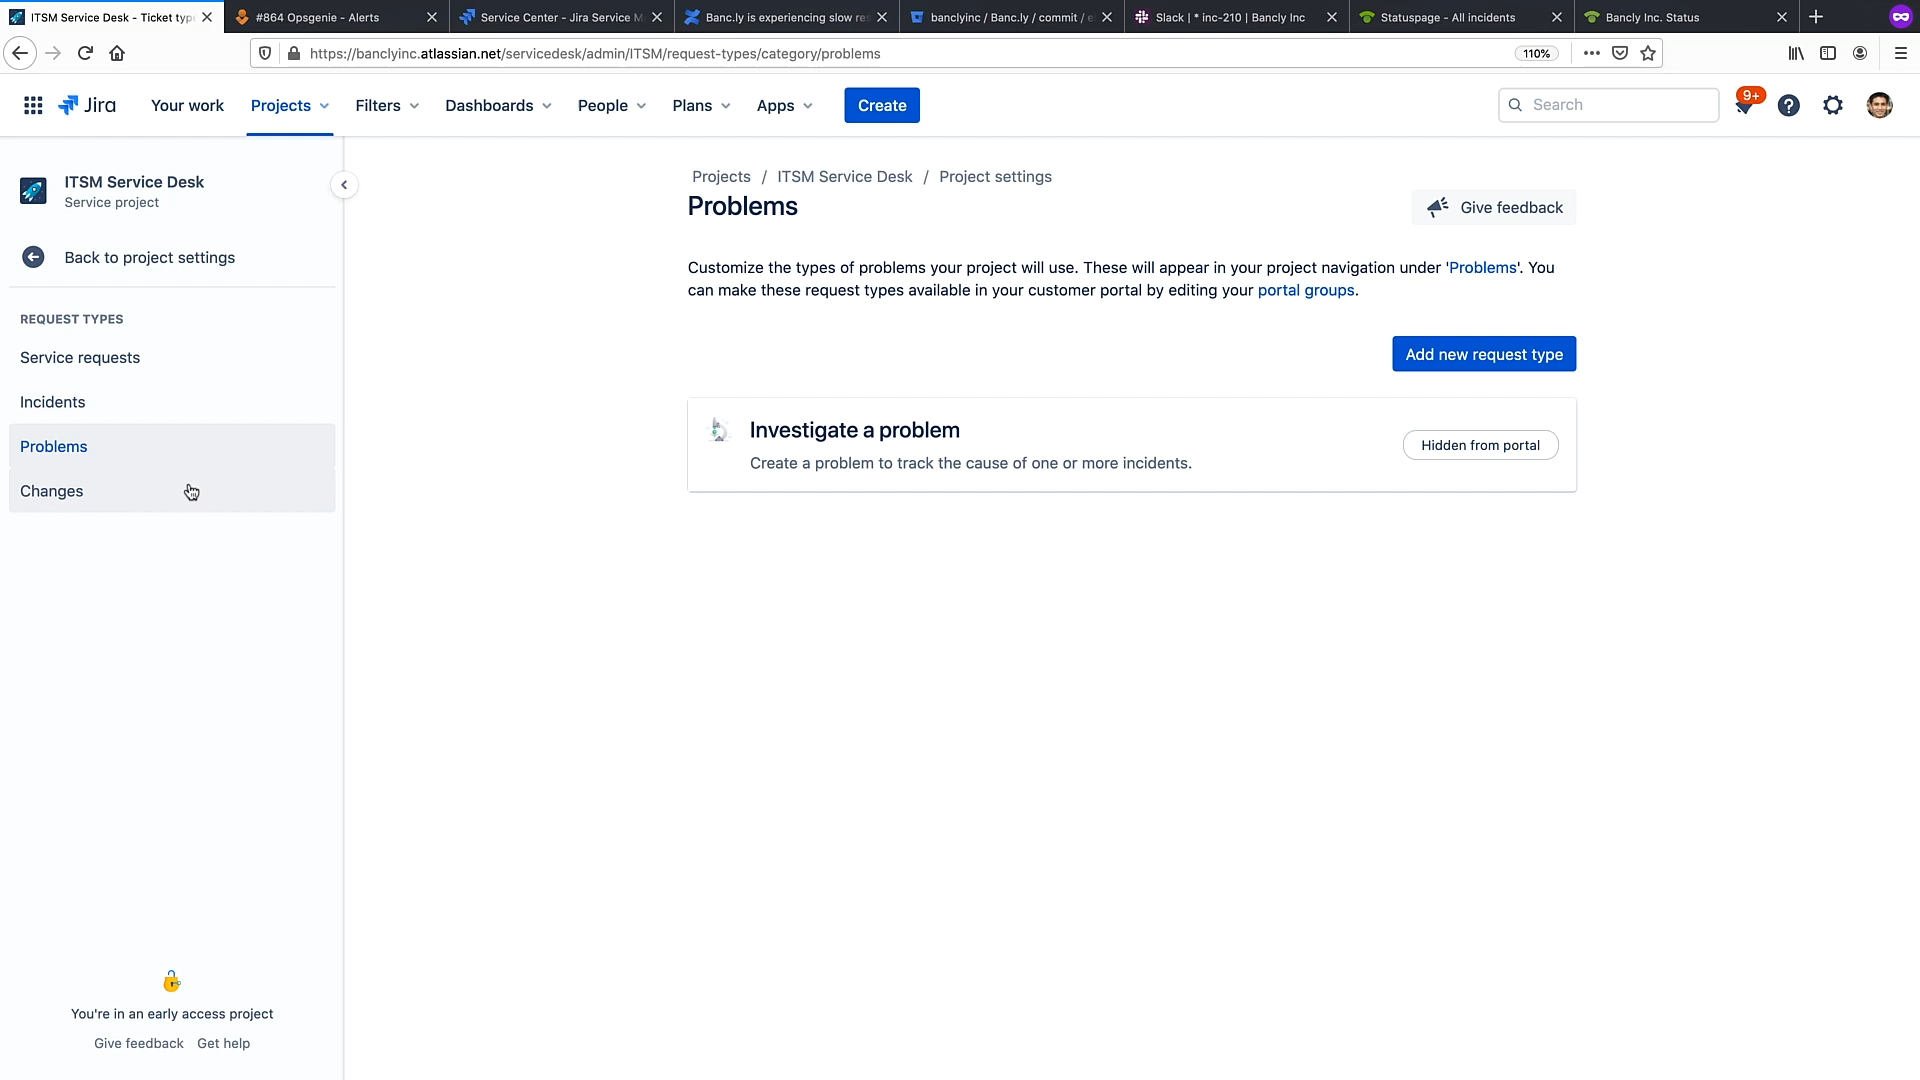 ITSM Service Desk - Ticket typ
#864 Opsgenie - Alerts
Service Center - Jira Service M
Banc.ly is experiencing slow re
banclyinc / Banc.ly / commit / e
Slack | * inc-210 | Bancly Inc
Statuspage - All incidents
Bancly Inc. Status
https://banclyinc.atlassian.net/servicedesk/admin/ITSM/request-types/category/problems
110%
Jira
Your work
Projects
Filters
Dashboards
People
Plans
Apps
Create
Search
9+
ITSM Service Desk
Service project
Back to project settings
REQUEST TYPES
Service requests
Incidents
Problems
Changes
You're in an early access project
Give feedback Get help
Projects / ITSM Service Desk / Project settings
Problems
Give feedback
Customize the types of problems your project will use. These will appear in your project navigation under 'Problems'. You
can make these request types available in your customer portal by editing your portal groups.
Add new request type
Investigate a problem
Create a problem to track the cause of one or more incidents.
Hidden from portal